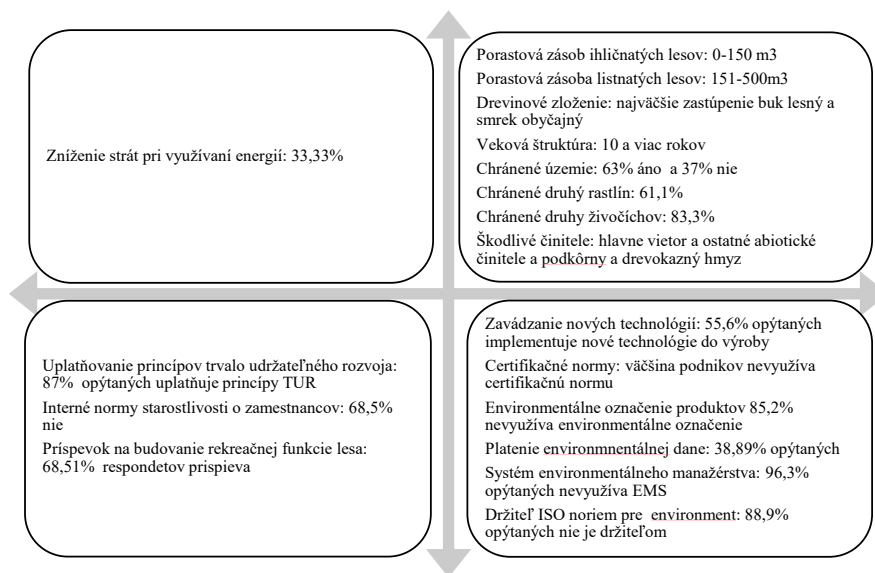 Zníženie strát pri využívaní energií: 33,33%
Porastová zásob ihličnatých lesov: 0-150 m3
Porastová zásoba listnatých lesov: 151-500m3
Drevinové zloženie: najväčšie zastúpenie buk lesný a
smrek obyčajný
Veková štruktúra: 10 a viac rokov
Chránené územie: 63% áno  a 37% nie
Chránené druhý rastlín: 61,1%
Chránené druhy živočíchov: 83,3%
Škodlivé činitele: hlavne vietor a ostatné abiotické
činitele a podkôrny a drevokazný hmyz
Uplatňovanie princípov trvalo udržateľného rozvoja:
87%  opýtaných uplatňuje princípy TUR
Interné normy starostlivosti o zamestnancov: 68,5%
nie
Príspevok na budovanie rekreačnej funkcie lesa:
68,51%  respondetov prispieva
Zavádzanie nových technológií: 55,6% opýtaných
implementuje nové technológie do výroby
Certifikačné normy: väčšina podnikov nevyužíva
certifikačnú normu
Environmentálne označenie produktov 85,2%
nevyužíva environmentálne označenie
Platenie environmnentálnej dane: 38,89% opýtaných
Systém environmentálneho manažérstva: 96,3%
opýtaných nevyužíva EMS
Držiteľ ISO noriem pre  environment: 88,9%
opýtaných nie je držiteľom